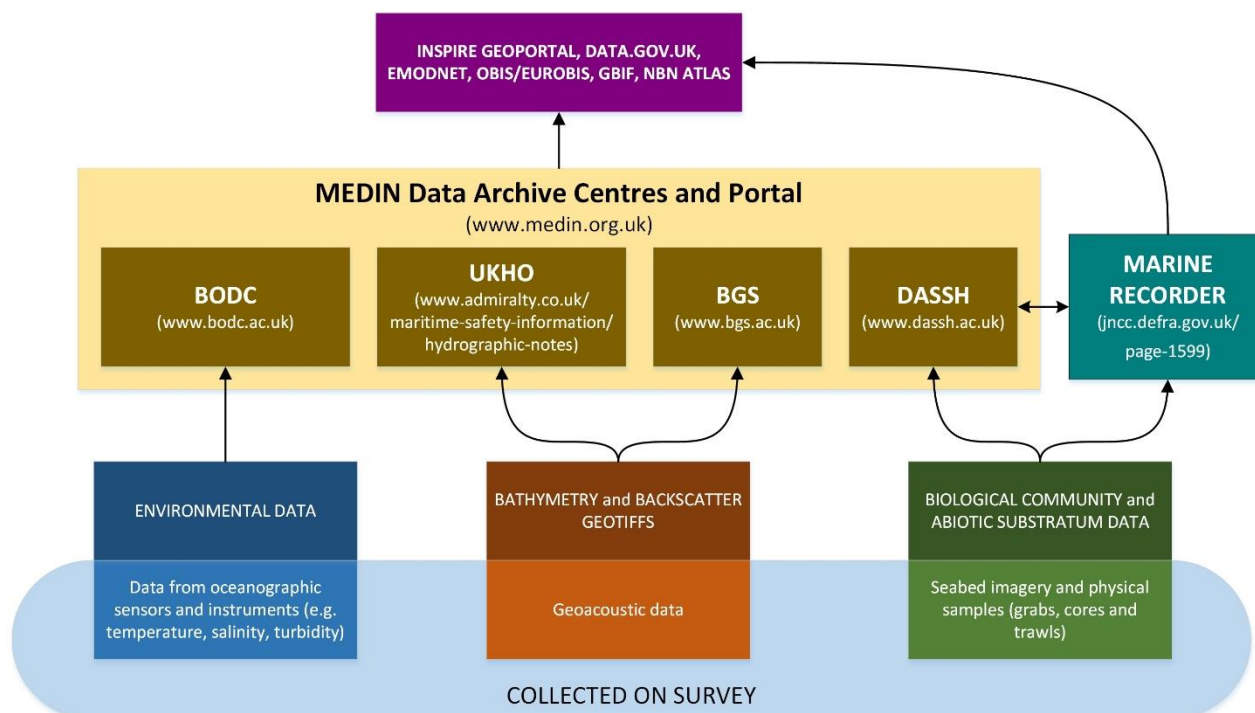 INSPIRE GEOPORTAL, DATA.GOV.UK,
EMODNET, OBIS/EUROBIS, GBIF, NBN ATLAS
MEDIN Data Archive Centres and Portal
(www.medin.org.uk)
BODC
(www.bodc.ac.uk)
UKHO
(www.admiralty.co.uk/
maritime-safety-information/
hydrographic-notes)
BGS
(www.bgs.ac.uk)
DASSH
(www.dassh.ac.uk)
MARINE
RECORDER
(jncc.defra.gov.uk/
page-1599)
ENVIRONMENTAL DATA
Data from oceanographic
sensors and instruments (e.g.
temperature, salinity, turbidity)
BATHYMETRY and BACKSCATTER
GEOTIFFS
Geoacoustic data
BIOLOGICAL COMMUNITY and
ABIOTIC SUBSTRATUM DATA
Seabed imagery and physical
samples (grabs, cores and
trawls)
COLLECTED ON SURVEY